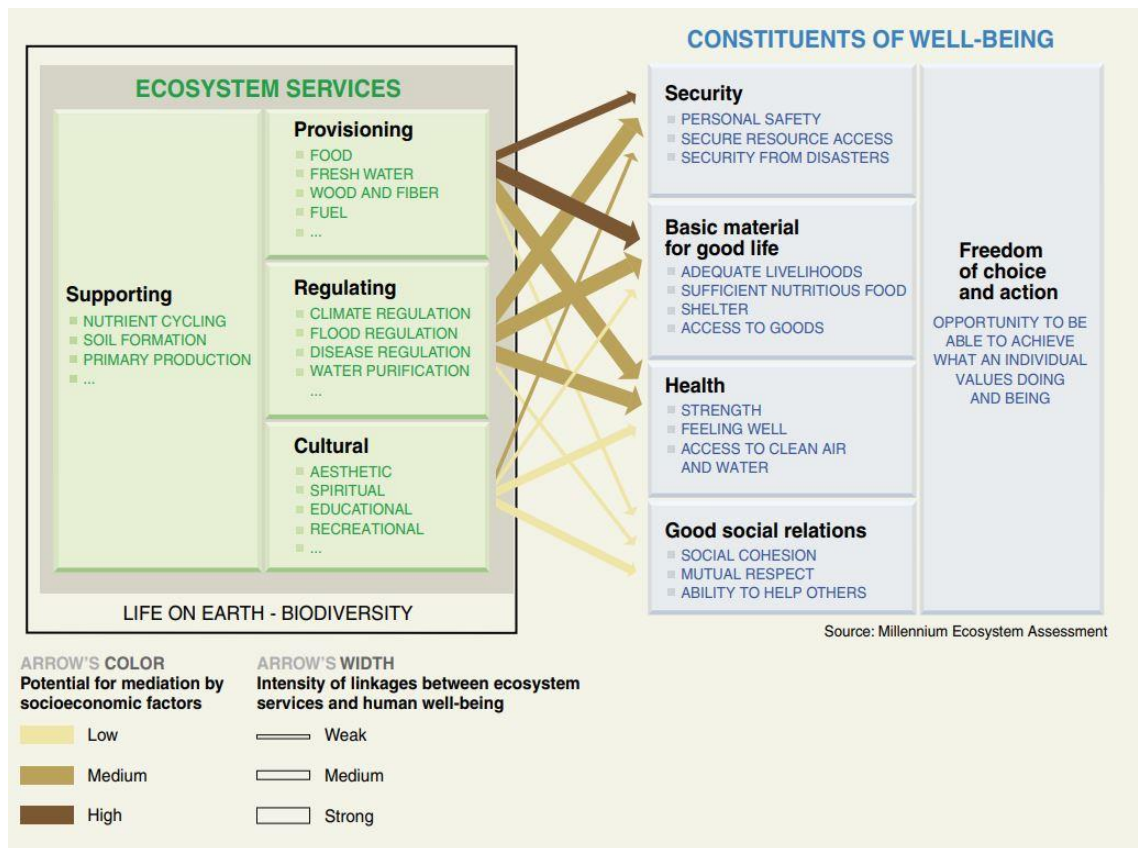 ECOSYSTEM SERVICES
Supporting
NUTRIENT CYCLING
SOIL FORMATION
PRIMARY PRODUCTION
...
Provisioning
FOOD
FRESH WATER
WOOD AND FIBER
FUEL
...
Regulating
CLIMATE REGULATION
FLOOD REGULATION
DISEASE REGULATION
WATER PURIFICATION
...
Cultural
AESTHETIC
SPIRITUAL
EDUCATIONAL
RECREATIONAL
...
LIFE ON EARTH - BIODIVERSITY
CONSTITUENTS OF WELL-BEING
Security
PERSONAL SAFETY
SECURE RESOURCE ACCESS
SECURITY FROM DISASTERS
Basic material
for good life
ADEQUATE LIVELIHOODS
SUFFICIENT NUTRITIOUS FOOD
SHELTER
ACCESS TO GOODS
Health
STRENGTH
FEELING WELL
ACCESS TO CLEAN AIR
AND WATER
Good social relations
SOCIAL COHESION
MUTUAL RESPECT
ABILITY TO HELP OTHERS
Freedom
of choice
and action
OPPORTUNITY TO BE
ABLE TO ACHIEVE
WHAT AN INDIVIDUAL
VALUES DOING
AND BEING
Source: Millennium Ecosystem Assessment
ARROW'S COLOR
Potential for mediation by
socioeconomic factors
Low
Medium
High
ARROW'S WIDTH
Intensity of linkages between ecosystem
services and human well-being
Weak
Medium
Strong